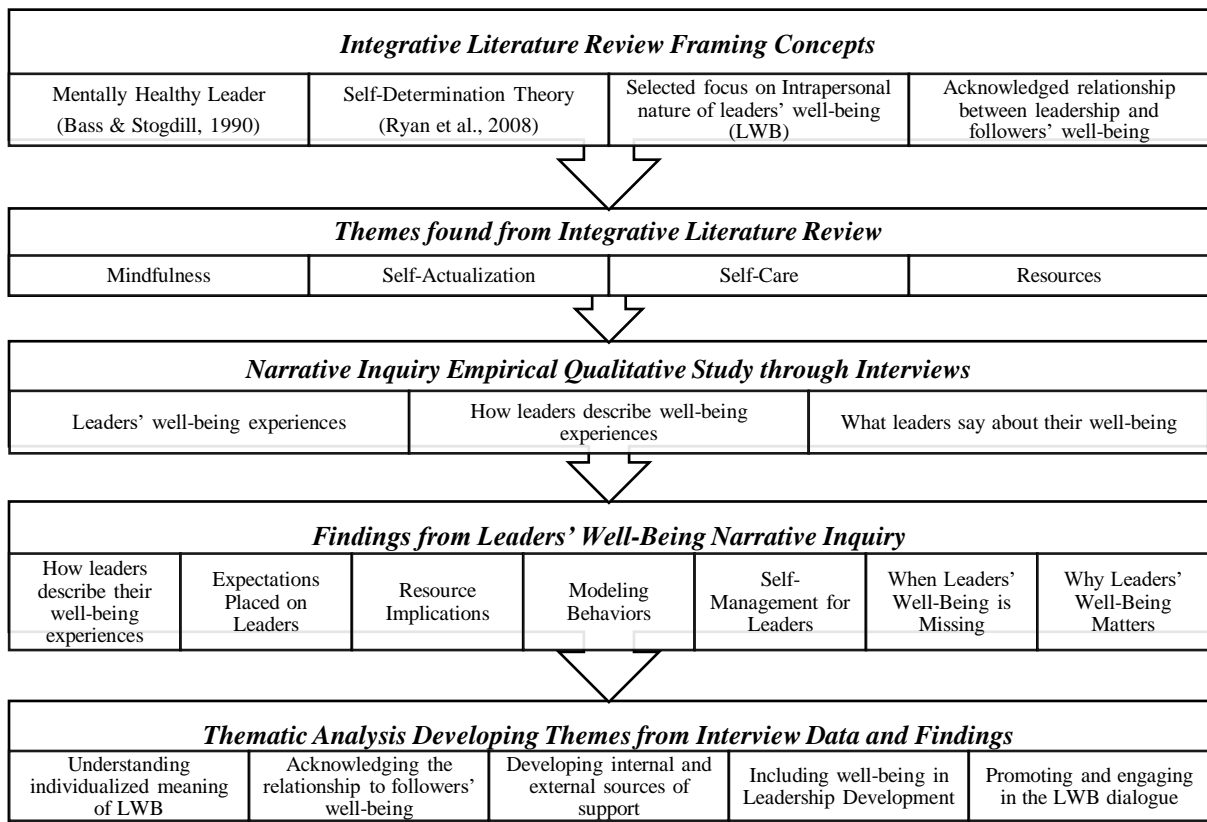 Integrative Literature Review Framing Concepts
Mentally Healthy Leader
(Bass & Stogdill, 1990)
Self-Determination Theory
(Ryan et al., 2008)
Selected focus on Intrapersonal
nature of leaders’ well-being
(LWB)
Acknowledged relationship
between leadership and
followers’ well-being
Themes found from Integrative Literature Review
Mindfulness
Self-Actualization
Self-Care
Resources
Narrative Inquiry Empirical Qualitative Study through Interviews
Leaders’ well-being experiences
How leaders describe well-being
experiences
What leaders say about their well-being
Findings from Leaders’ Well-Being Narrative Inquiry
How leaders
describe their
well-being
experiences
Expectations
Placed on
Leaders
Resource
Implications
Modeling
Behaviors
Self-
Management for
Leaders
When Leaders’
Well-Being is
Missing
Why Leaders’
Well-Being
Matters
Thematic Analysis Developing Themes from Interview Data and Findings
Understanding
individualized meaning
of LWB
Acknowledging the
relationship to followers’
well-being
Developing internal and
external sources of
support
Including well-being in
Leadership Development
Promoting and engaging
in the LWB dialogue